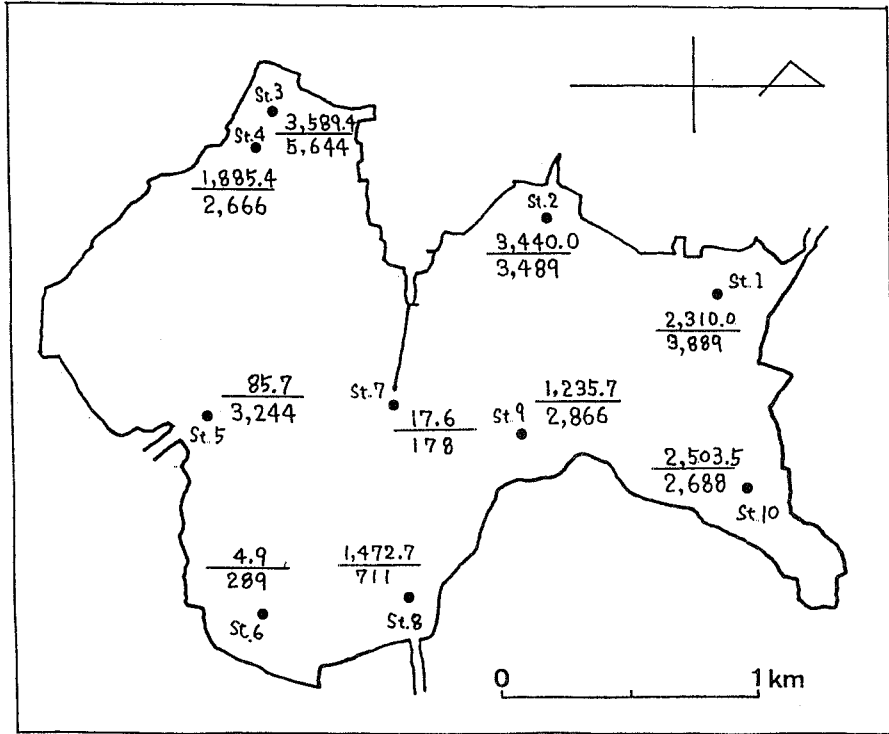 St.3
3,589.4
5,644
St.4
1,885.4
2,666
St.2
3,440.0
3,489
St.1
2,310.0
3,889
85.7
3,244
St.5
St.7
17.6
178
1,235.7
2,866
St.9
2,503.5
2,688
St.10
4.9
289
St.6
1,472.7
711
St.8
0 1km